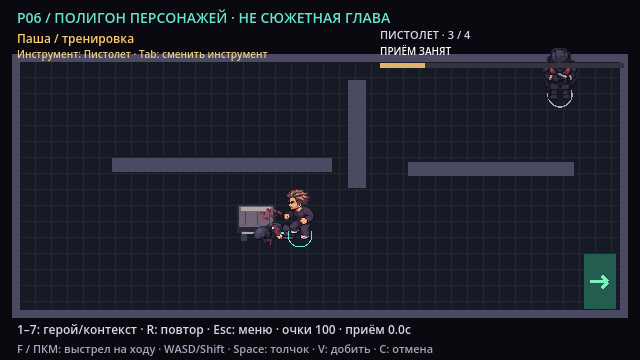 P06 / ПОЛИГОН ПЕРСОНАЖЕЙ · НЕ СЮЖЕТНАЯ ГЛАВА
Паша / тренировка
ПИСТОЛЕТ · 3 / 4
Инструмент: Пистолет · Tab: сменить инструмент
ПРИЁМ ЗАНЯТ
1–7: герой/контекст · R: повтор · Esc: меню · очки 100 · приём 0.0с
F / ПКМ: выстрел на ходу · WASD/Shift · Space: толчок · V: добить · C: отмена